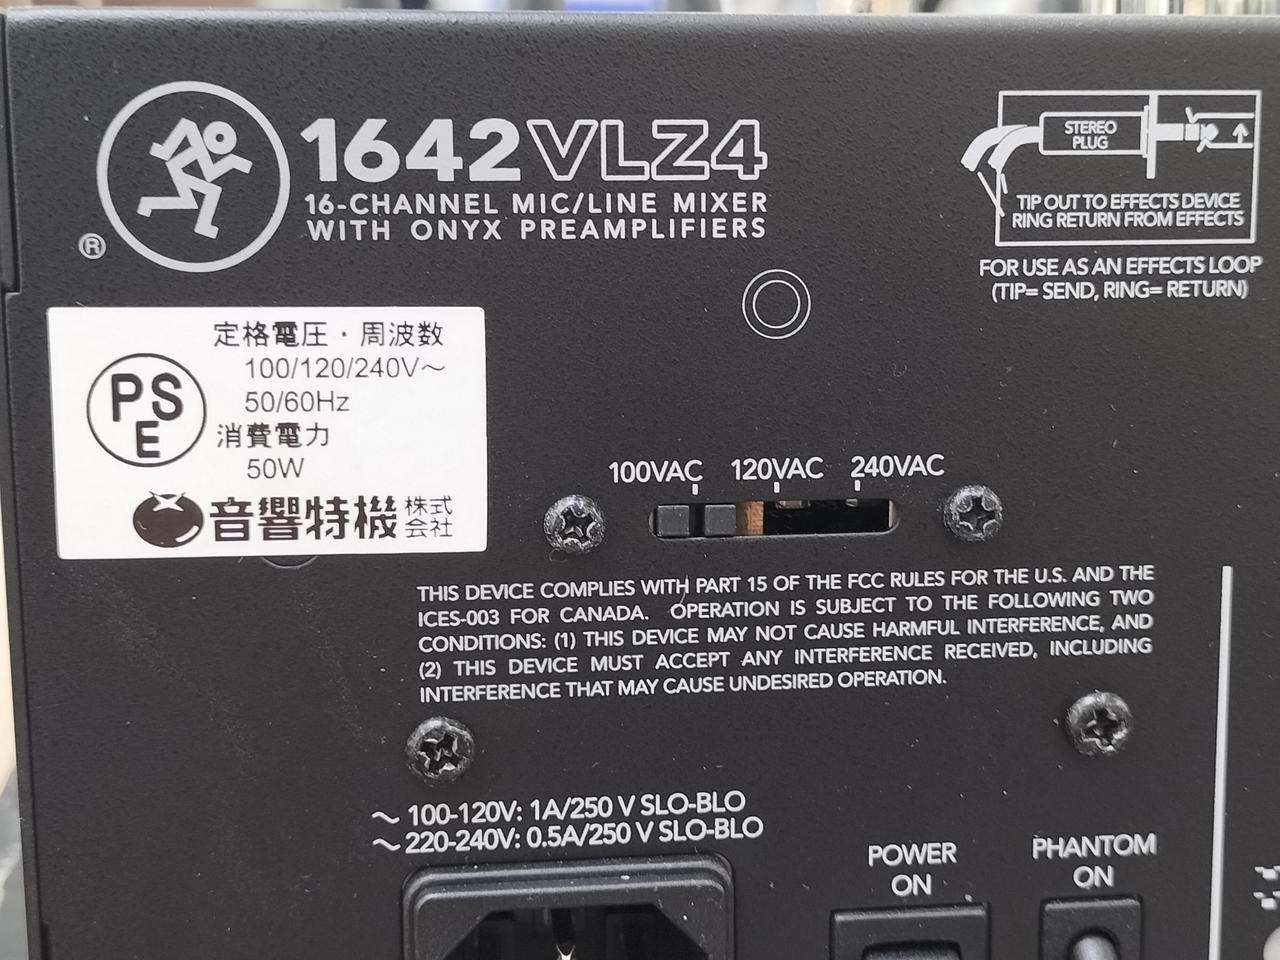 1642VLZ4
16-CHANNEL MIC/LINE MIXER
WITH ONYX PREAMPLIFIERS
®
STEREO
PLUG
TIP OUT TO EFFECTS DEVICE
RING RETURN FROM EFFECTS
FOR USE AS AN EFFECTS LOOP
(TIP= SEND, RING= RETURN)
定格電圧・周波数
100/120/240V～
50/60Hz
消費電力
50W
PS
E
音響特機 株式
会社
100VAC 120VAC 240VAC
THIS DEVICE COMPLIES WITH PART 15 OF THE FCC RULES FOR THE U.S. AND THE
ICES-003 FOR CANADA. OPERATION IS SUBJECT TO THE FOLLOWING TWO
CONDITIONS: (1) THIS DEVICE MAY NOT CAUSE HARMFUL INTERFERENCE, AND
(2) THIS DEVICE MUST ACCEPT ANY INTERFERENCE RECEIVED, INCLUDING
INTERFERENCE THAT MAY CAUSE UNDESIRED OPERATION.
～ 100-120V: 1A/250 V SLO-BLO
～ 220-240V: 0.5A/250 V SLO-BLO
POWER
ON
PHANTOM
ON